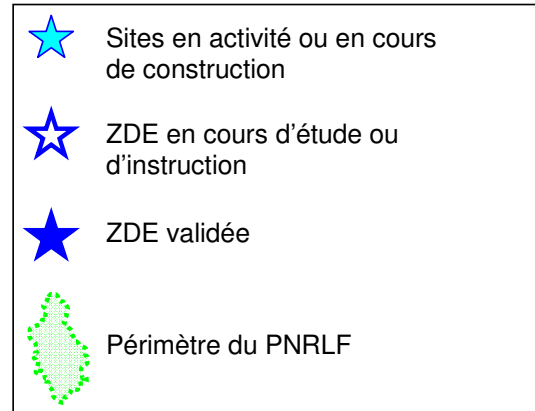 Sites en activité ou en cours
de construction
ZDE en cours d'étude ou
d'instruction
ZDE validée
Périmètre du PNRLF